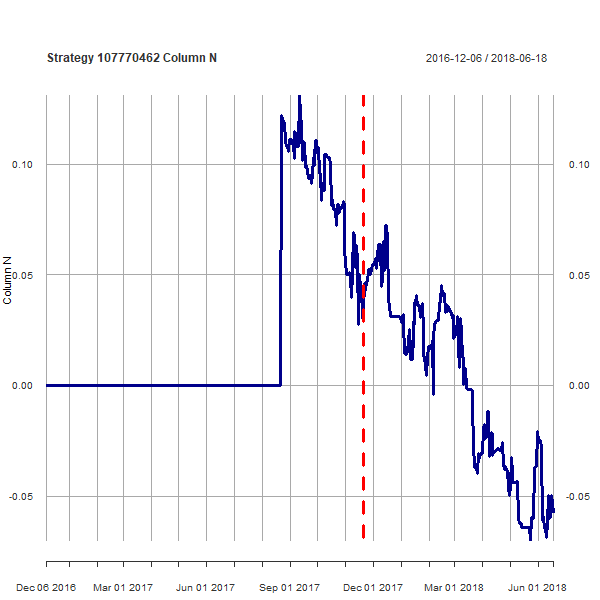 Strategy 107770462 Column N
2016-12-06 / 2018-06-18
0.10
0.10
0.05
0.05
Column N
0.00
0.00
-0.05
-0.05
Dec 06 2016
Mar 01 2017
Jun 01 2017
Sep 01 2017
Dec 01 2017
Mar 01 2018
Jun 01 2018